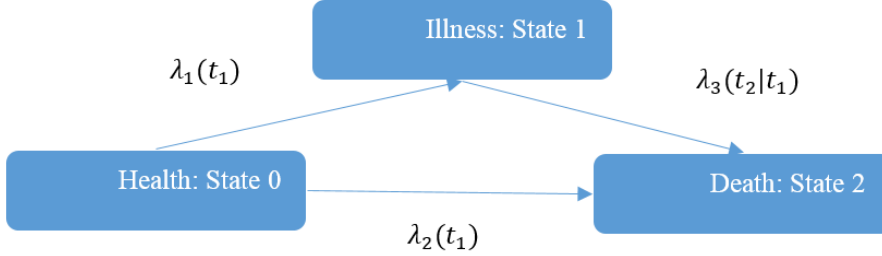 Illness: State 1
λ₁(t₁)
λ₃(t₂|t₁)
Health: State 0
Death: State 2
λ₂(t₁)